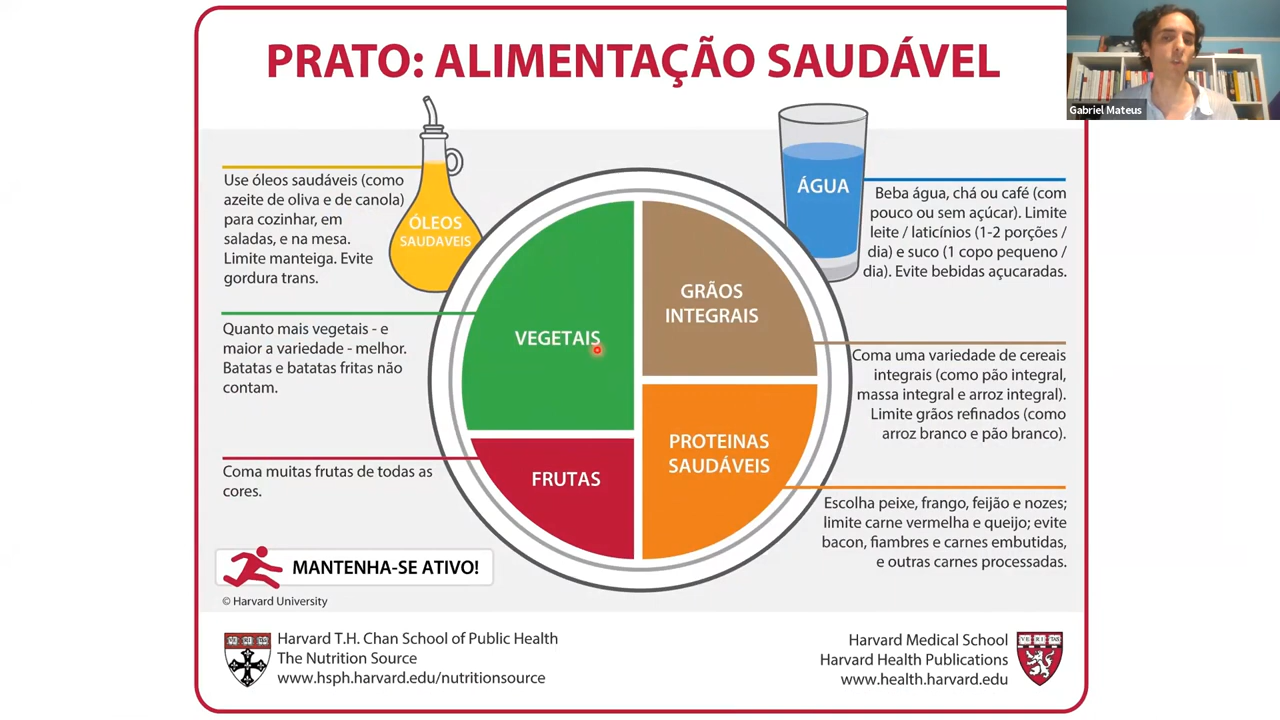 PRATO: ALIMENTAÇÃO SAUDÁVEL
Gabriel Mateus
Use óleos saudáveis (como
azeite de oliva e de canola)
para cozinhar, em
saladas, e na mesa.
Limite manteiga. Evite
gordura trans.
ÓLEOS
SAUDAVEIS
ÁGUA
Beba água, chá ou café (com
pouco ou sem açúcar). Limite
leite / laticínios (1-2 porções /
dia) e suco (1 copo pequeno /
dia). Evite bebidas açucaradas.
Quanto mais vegetais - e
maior a variedade - melhor.
Batatas e batatas fritas não
contam.
VEGETAIS
GRÃOS
INTEGRAIS
Coma uma variedade de cereais
integrais (como pão integral,
massa integral e arroz integral).
Limite grãos refinados (como
arroz branco e pão branco).
Coma muitas frutas de todas as
cores.
FRUTAS
PROTEINAS
SAUDÁVEIS
Escolha peixe, frango, feijão e nozes;
limite carne vermelha e queijo; evite
bacon, fiambres e carnes embutidas,
e outras carnes processadas.
MANTENHA-SE ATIVO!
© Harvard University
Harvard T.H. Chan School of Public Health
The Nutrition Source
www.hsph.harvard.edu/nutritionsource
VE RI TAS
Harvard Medical School
Harvard Health Publications
www.health.harvard.edu